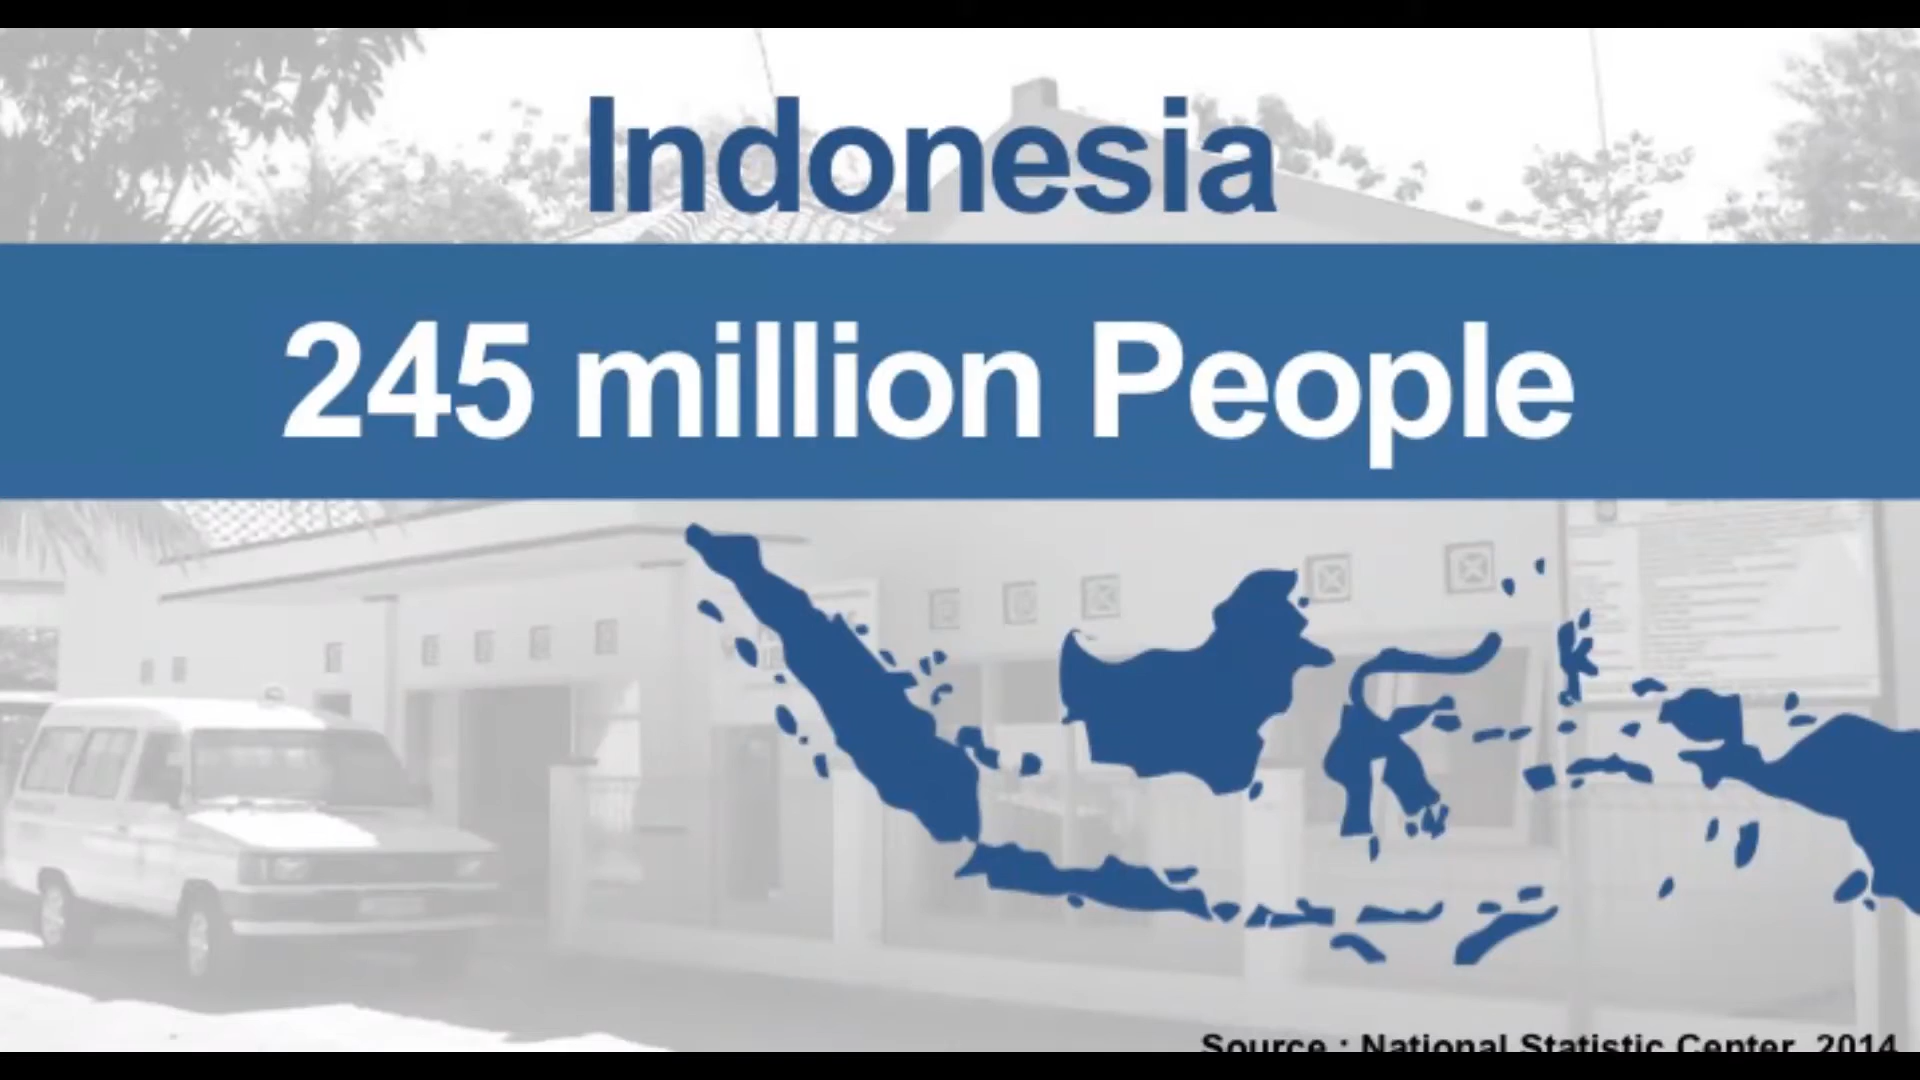 Indonesia
245 million People
Source : National Statistic Center, 2014